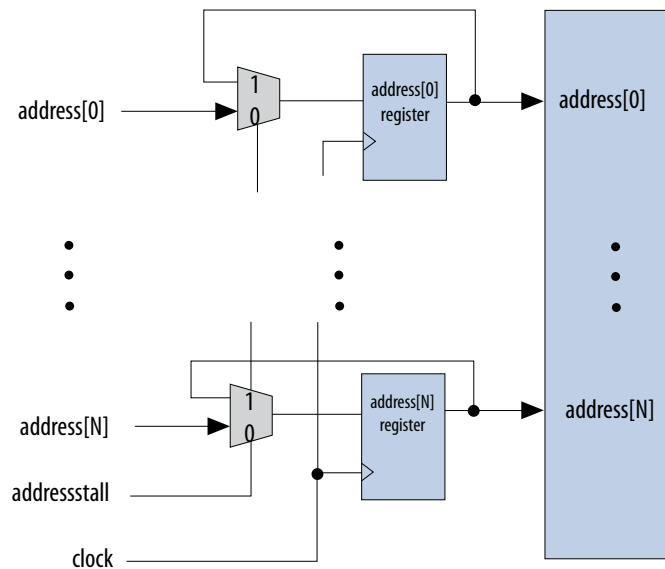 1
0
address[0]
address[0]
register
address[0]
1
0
address[N]
address[N]
register
address[N]
addressstall
clock